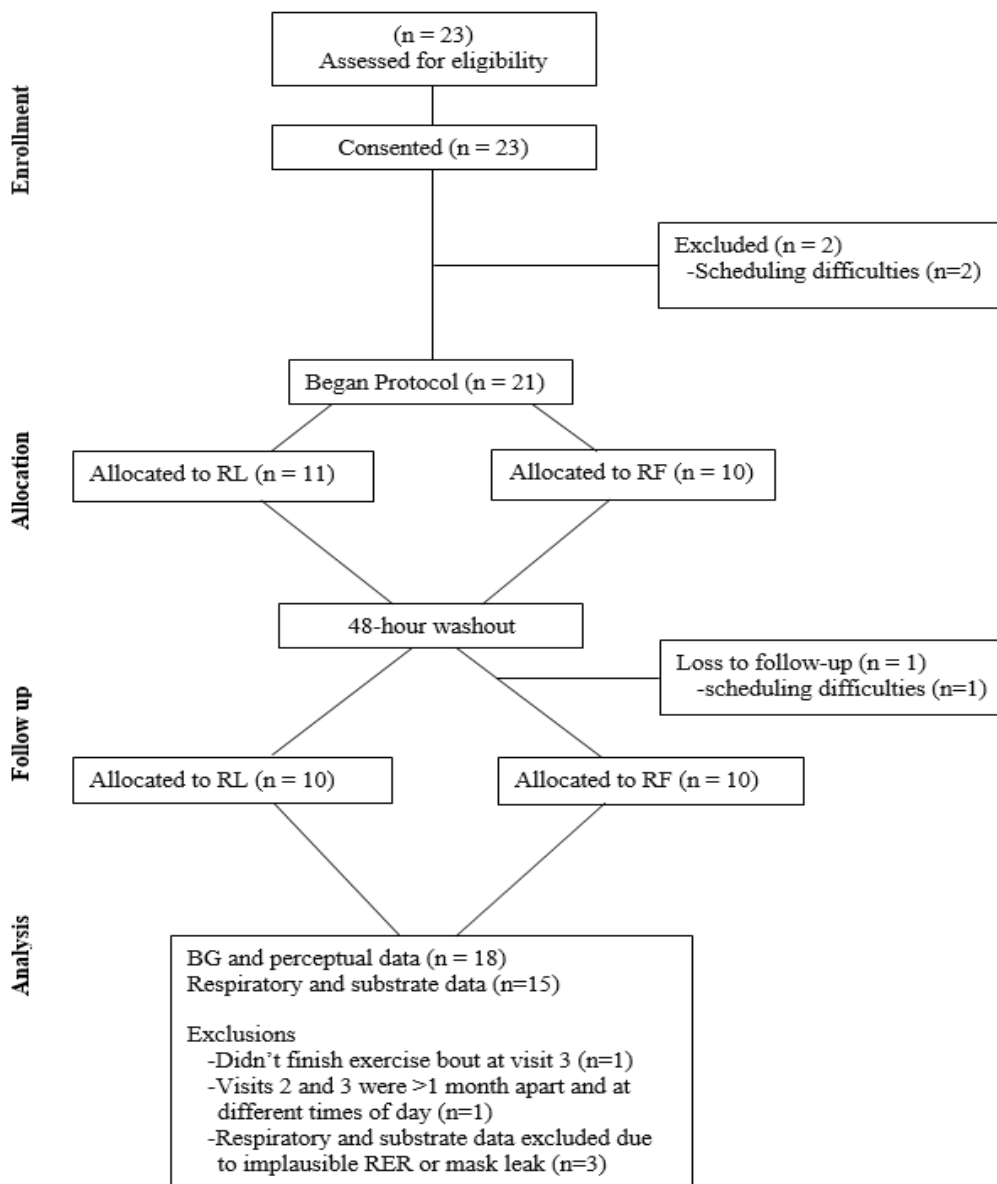 (n = 23)
Assessed for eligibility
Enrollment
Consented (n = 23)
Excluded (n = 2)
-Scheduling difficulties (n=2)
Began Protocol (n = 21)
Allocation
Allocated to RL (n = 11)
Allocated to RF (n = 10)
48-hour washout
Loss to follow-up (n = 1)
-scheduling difficulties (n=1)
Follow up
Allocated to RL (n = 10)
Allocated to RF (n = 10)
Analysis
BG and perceptual data (n = 18)
Respiratory and substrate data (n=15)
Exclusions
-Didn’t finish exercise bout at visit 3 (n=1)
-Visits 2 and 3 were >1 month apart and at
different times of day (n=1)
-Respiratory and substrate data excluded due
to implausible RER or mask leak (n=3)